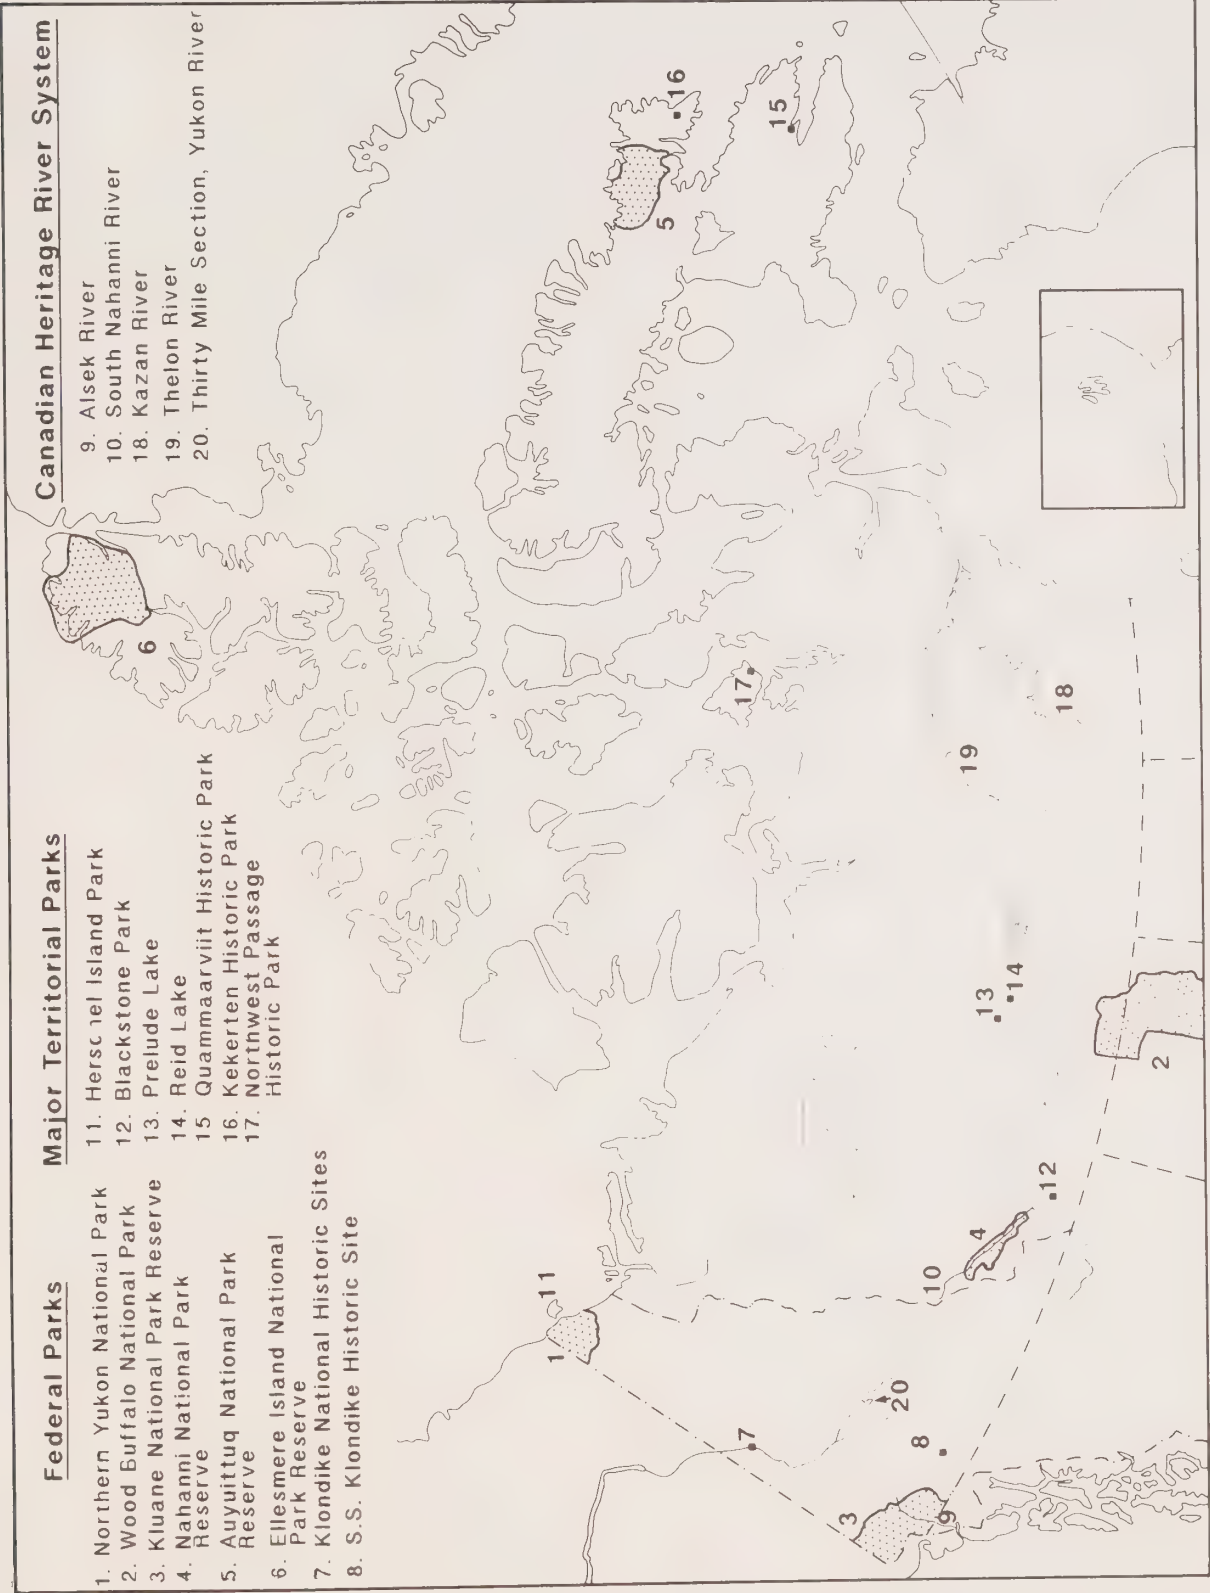 Federal Parks
1. Northern Yukon National Park
2. Wood Buffalo National Park
3. Kluane National Park Reserve
4. Nahanni National Park
Reserve
5. Auyuittuq National Park
Reserve
6. Ellesmere Island National
Park Reserve
7. Klondike National Historic Sites
8. S.S. Klondike Historic Site
Major Territorial Parks
11. Herschel Island Park
12. Blackstone Park
13. Prelude Lake
14. Reid Lake
15 Quammaarviit Historic Park
16. Kekerten Historic Park
17. Northwest Passage
Historic Park
Canadian Heritage River System
9. Alsek River
10. South Nahanni River
18. Kazan River
19. Thelon River
20. Thirty Mile Section, Yukon River
6
16
15
5
17
18
19
11
1
13
14
2
12
4
10
7
20
8
3
9